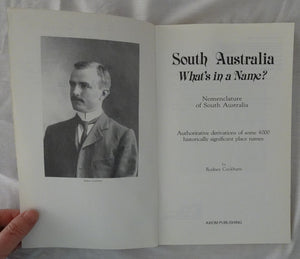 South Australia
What's in a Name?
Nomenclature
of South Australia
Authoritative derivations of some 4000
historically significant place names
by
Rodney Cockburn
AXIOM PUBLISHING